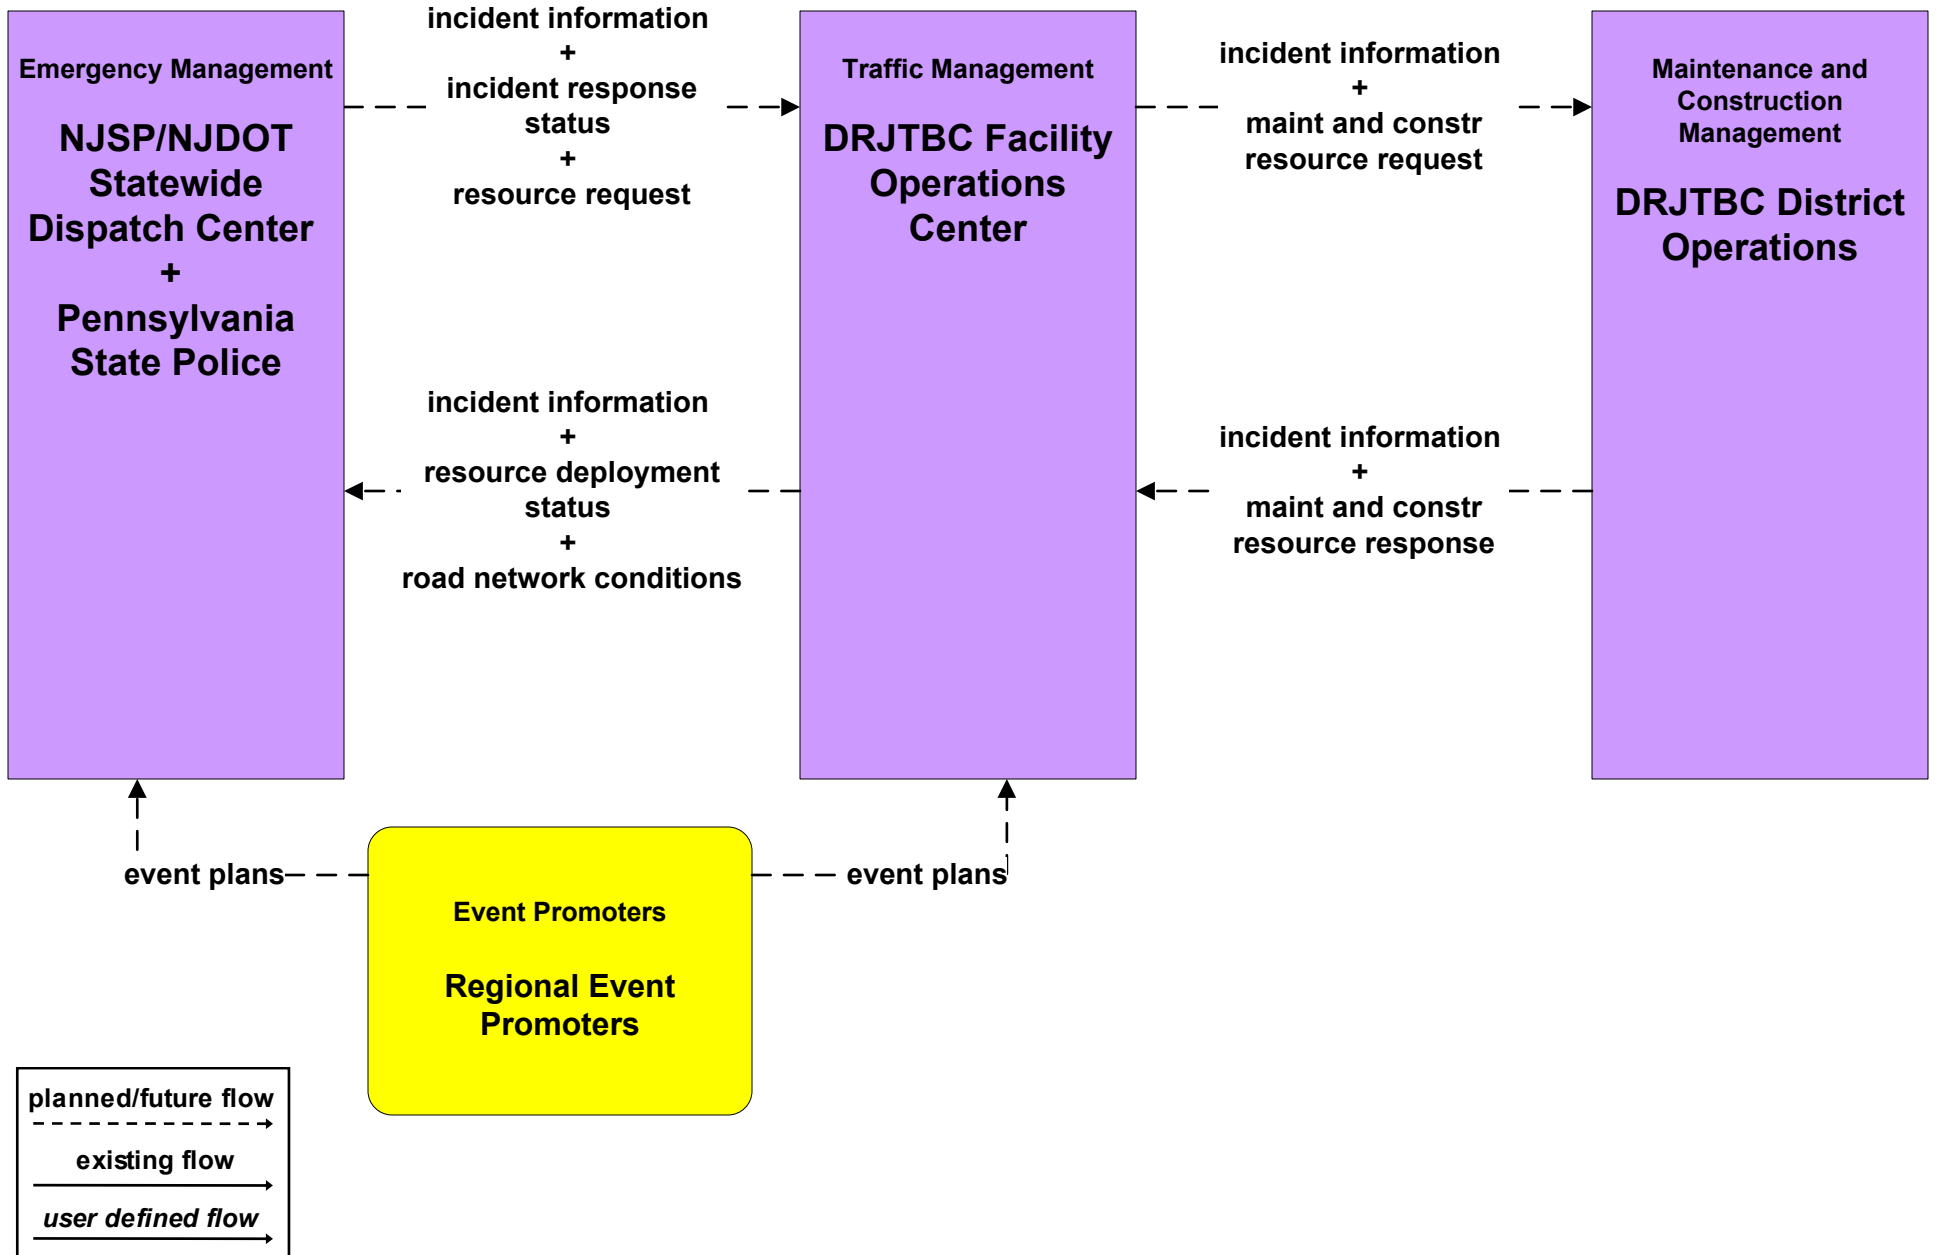 Emergency Management
NJSP/NJDOT
Statewide
Dispatch Center
+
Pennsylvania
State Police
incident information
+
incident response
status
+
resource request
Traffic Management
DRJTBC Facility
Operations
Center
incident information
+
maint and constr
resource request
Maintenance and
Construction
Management
DRJTBC District
Operations
incident information
+
resource deployment
status
+
road network conditions
incident information
+
maint and constr
resource response
event plans
event plans
Event Promoters
Regional Event
Promoters
planned/future flow
existing flow
user defined flow